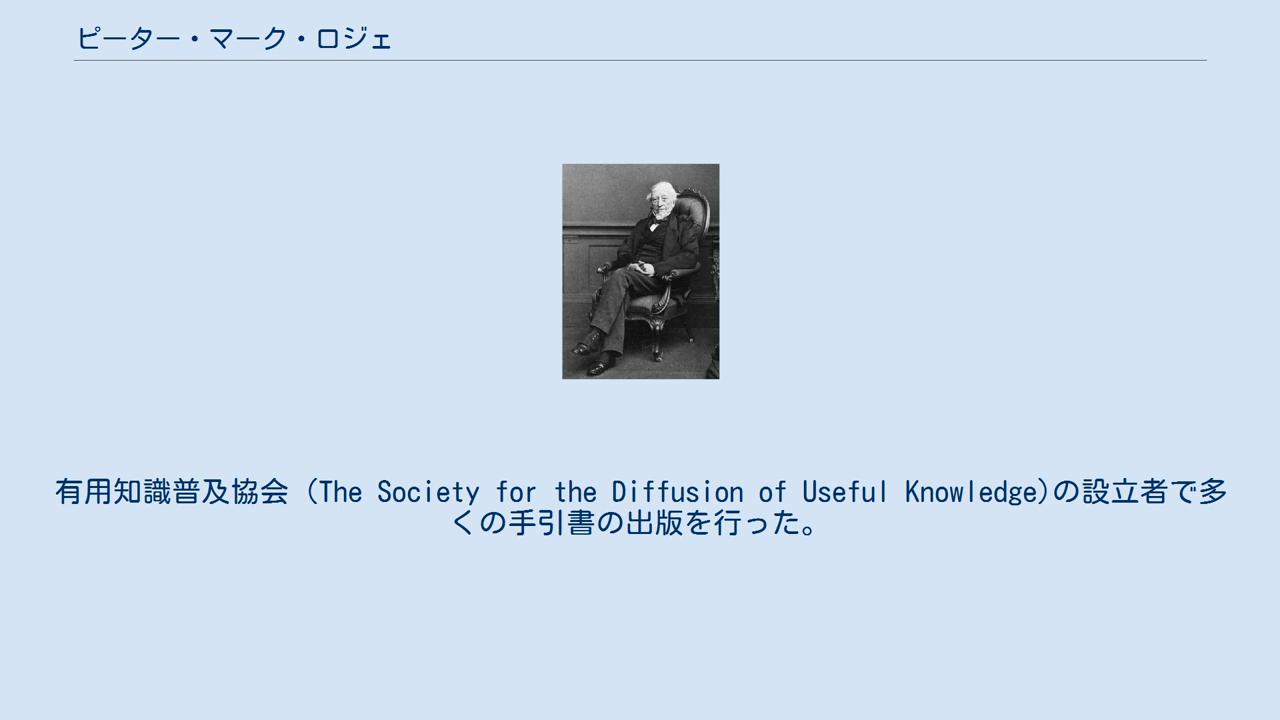 ピーター・マーク・ロジェ
有用知識普及協会 (The Society for the Diffusion of Useful Knowledge)の設立者で多
くの手引書の出版を行った。